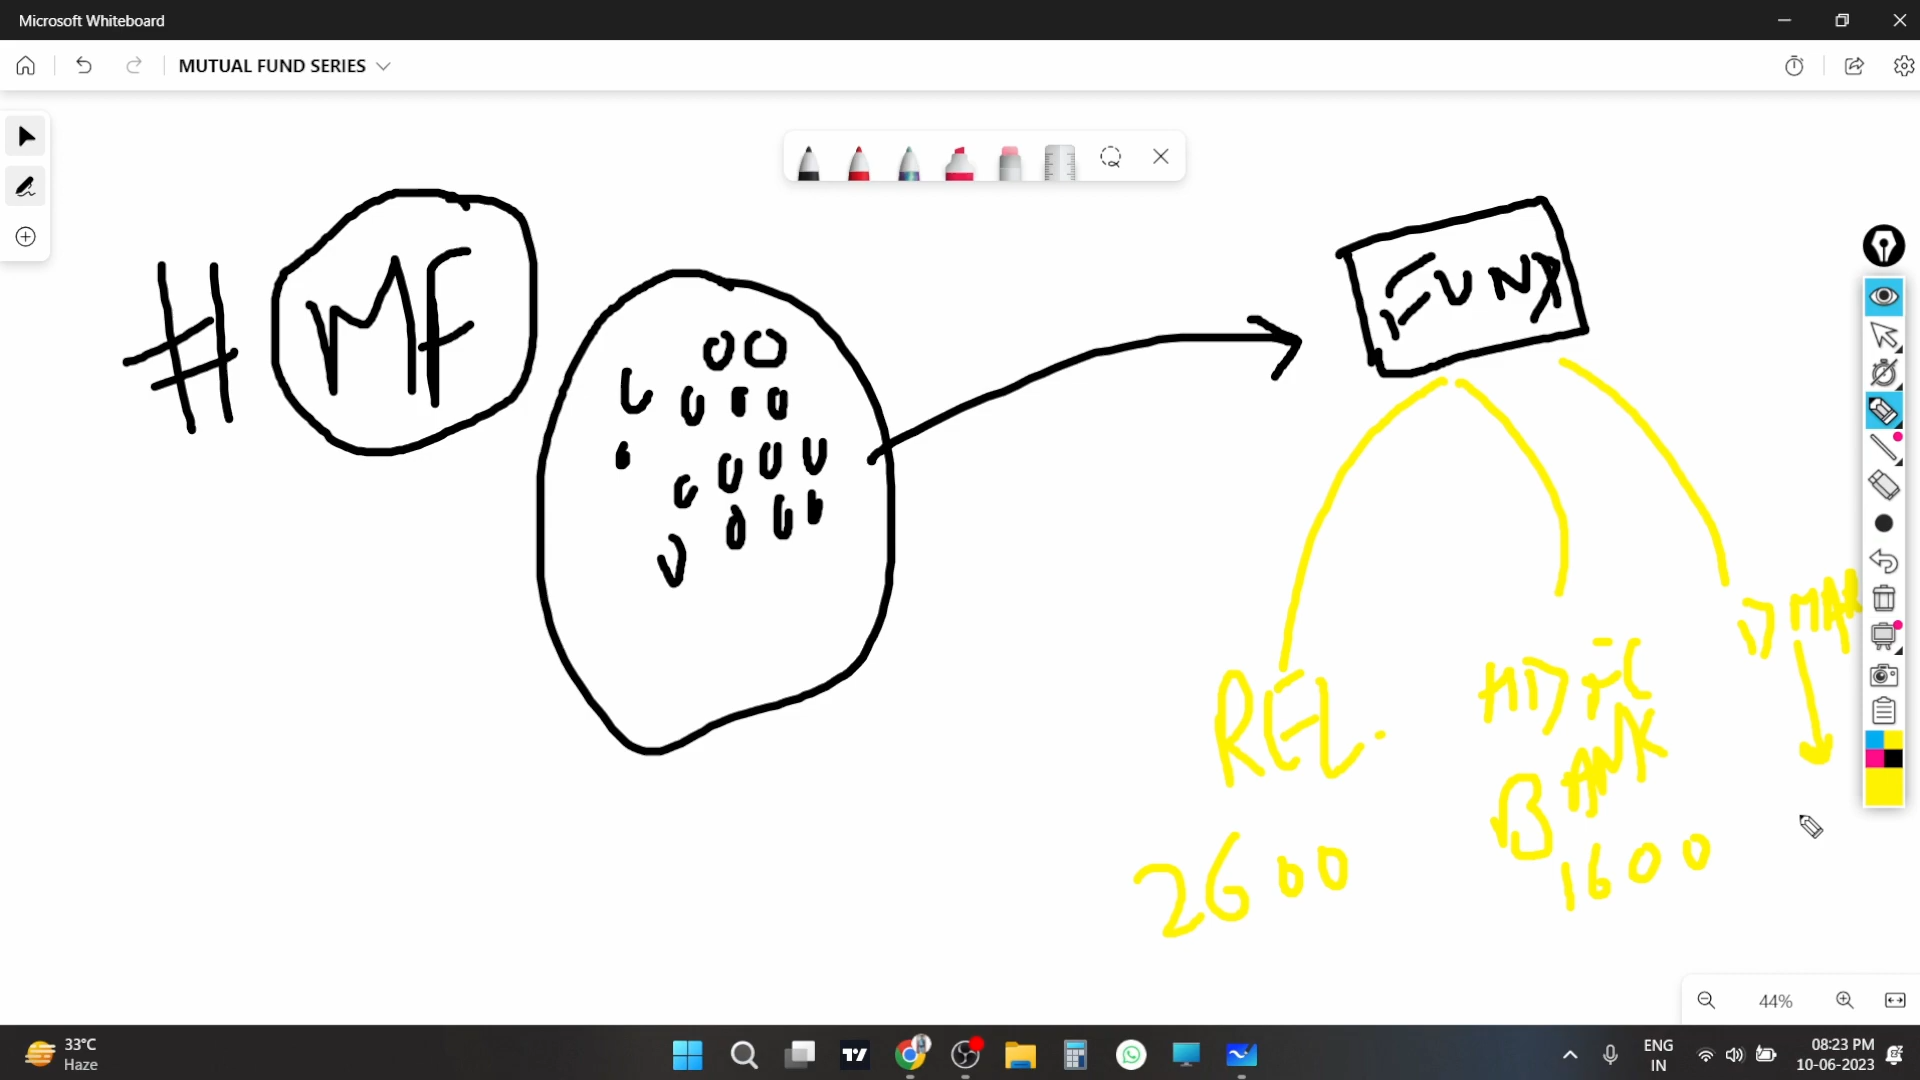 Microsoft Whiteboard
MUTUAL FUND SERIES
# MF
FUND
REL.
HDFC
BANK
DMAR
2600
1600
44%
33°C
Haze
ENG
IN
08:23 PM
10-06-2023